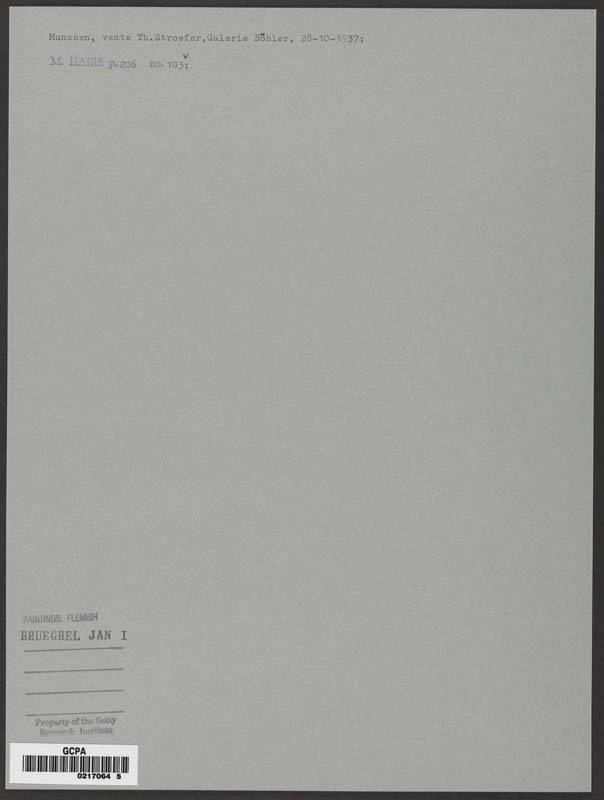 Munchen, vente Th.Stroefer,Galerie Böhler, 28-10-1937;
M. HAIRS p.206 no. 103;
PAINTINGS: FLEMISH
BRUEGHEL JAN I
Property of the Getty
Research Institute
GCPA
0217064 5